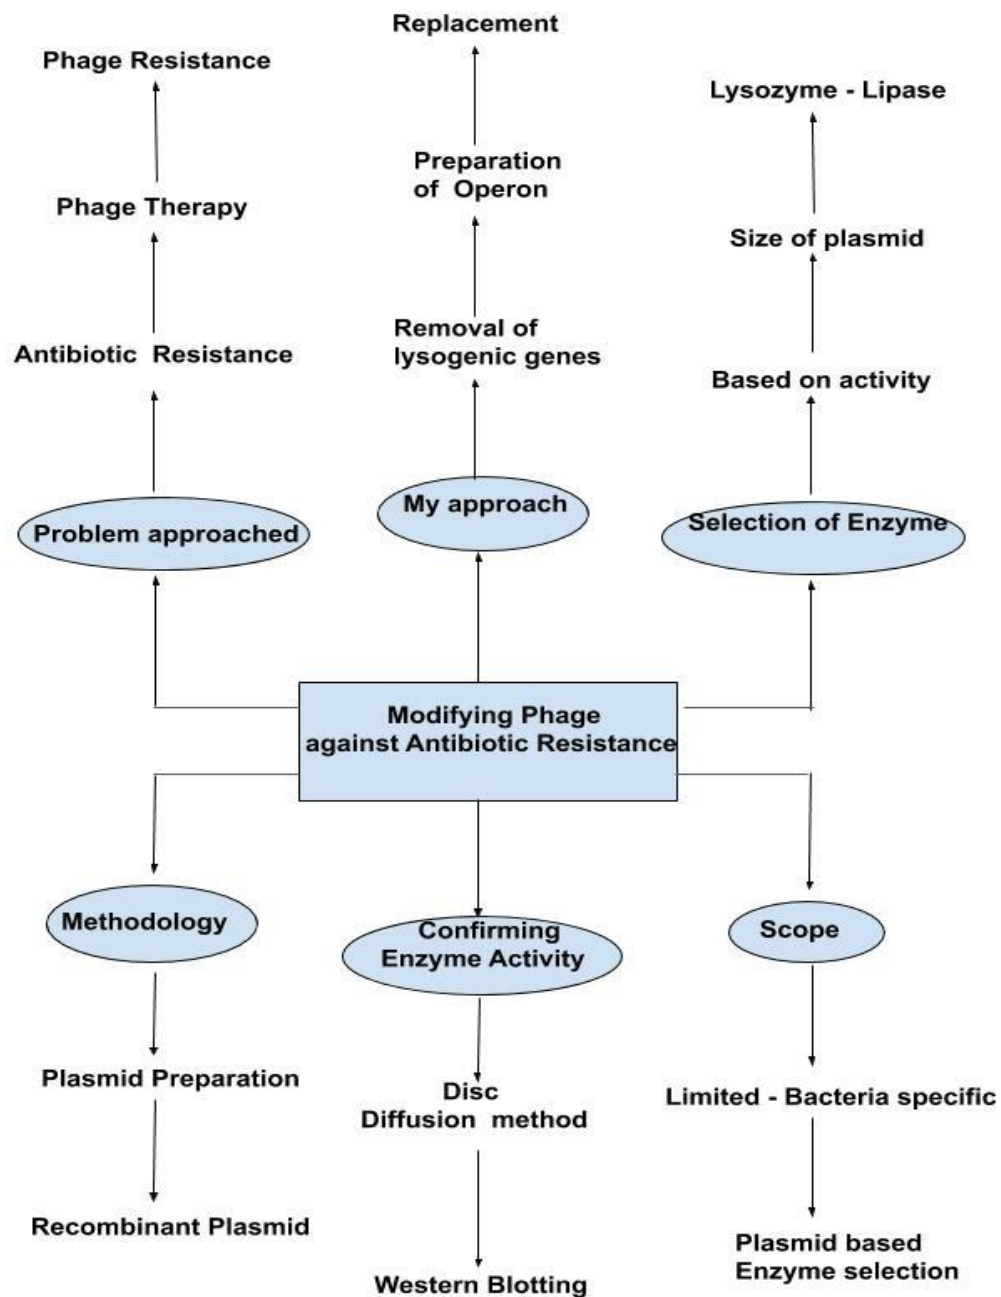 Replacement
Phage Resistance
Lysozyme - Lipase
Preparation
of Operon
Phage Therapy
Size of plasmid
Removal of
lysogenic genes
Antibiotic Resistance
Based on activity
My approach
Problem approached
Selection of Enzyme
Modifying Phage
against Antibiotic Resistance
Methodology
Confirming
Enzyme Activity
Scope
Plasmid Preparation
Disc
Diffusion method
Limited - Bacteria specific
Recombinant Plasmid
Western Blotting
Plasmid based
Enzyme selection